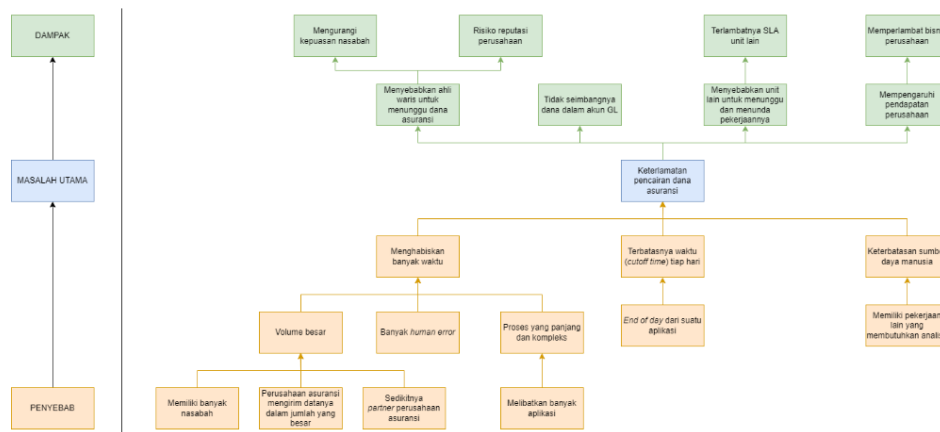 DAMPAK
Mengurangi
kepuasan nasabah
Risiko reputasi
perusahaan
Terlambatnya SLA
unit lain
Memperlambat bisn
perusahaan
Menyebabkan ahli
waris untuk
menunggu dana
asuransi
Tidak seimbangnya
dana dalam akun GL
Menyebabkan unit
lain untuk menunggu
dan menunda
pekerjaannya
Mempengaruhi
pendapatan
perusahaan
MASALAH UTAMA
Keterlamatan
pencairan dana
asuransi
Menghabiskan
banyak waktu
Terbatasnya waktu
(cutoff time) tiap hari
Keterbatasan sumbe
daya manusia
Volume besar
Banyak human error
Proses yang panjang
dan kompleks
End of day dari suatu
aplikasi
Memiliki pekerjaan
lain yang
membutuhkan analis
PENYEBAB
Memiliki banyak
nasabah
Perusahaan asuransi
mengirim datanya
dalam jumlah yang
besar
Sedikitnya
partner perusahaan
asuransi
Melibatkan banyak
aplikasi